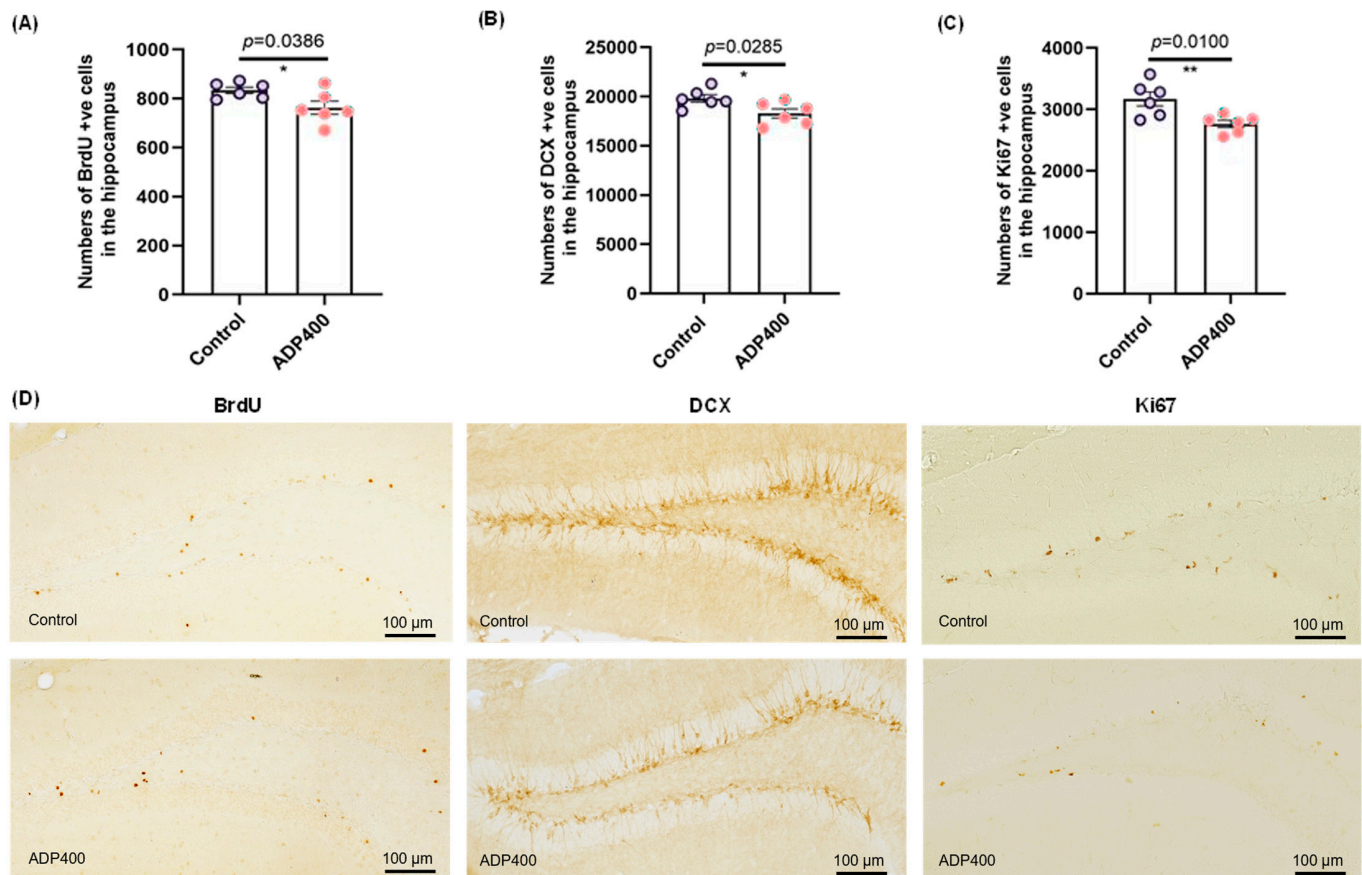 (A)
Numbers of BrdU +ve cells
in the hippocampus
1000
800
600
400
200
0
p=0.0386
*
Control
ADP400
(B)
Numbers of DCX +ve cells
in the hippocampus
25000
20000
15000
10000
5000
0
p=0.0285
*
Control
ADP400
(C)
Numbers of Ki67 +ve cells
in the hippocampus
4000
3000
2000
1000
0
p=0.0100
**
Control
ADP400
(D)
BrdU
DCX
Ki67
Control
100 µm
Control
100 µm
Control
100 µm
ADP400
100 µm
ADP400
100 µm
ADP400
100 µm